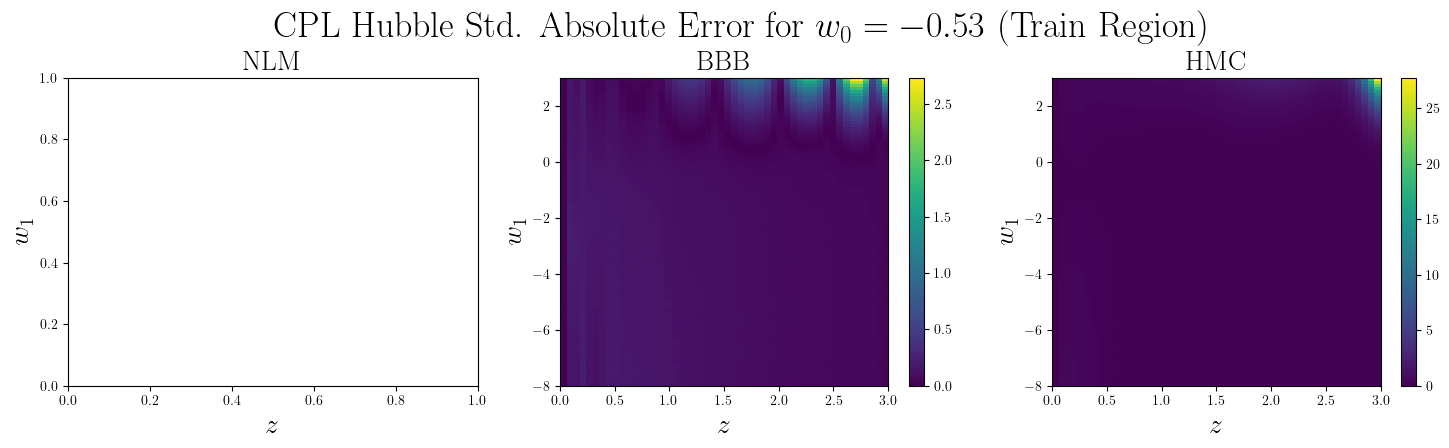 CPL Hubble Std. Absolute Error for $w_0 = -0.53$ (Train Region)
NLM
BBB
HMC
1.0
0.8
0.6
0.4
0.2
0.0
$w_1$
0.0 0.2 0.4 0.6 0.8 1.0
$z$
2
0
−2
−4
−6
−8
$w_1$
0.0 0.5 1.0 1.5 2.0 2.5 3.0
$z$
2.5
2.0
1.5
1.0
0.5
0.0
2
0
−2
−4
−6
−8
$w_1$
0.0 0.5 1.0 1.5 2.0 2.5 3.0
$z$
25
20
15
10
5
0